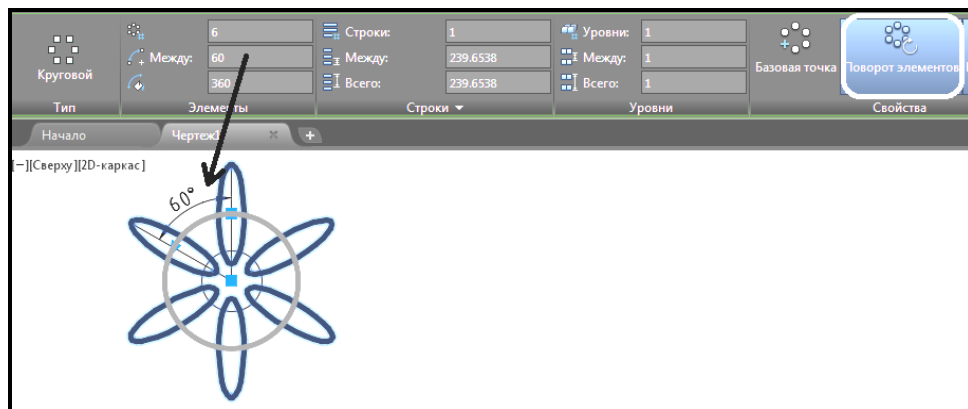 6 Строки: 1 Уровни: 1
Между: 60 Между: 239.6538 Между: 1
Круговой 360 Всего: 239.6538 Всего: 1 Базовая точка Поворот элементов
Тип Элементы Строки Уровни Свойства
Начало Чертеж1
[−][Сверху][2D-каркас]
60°